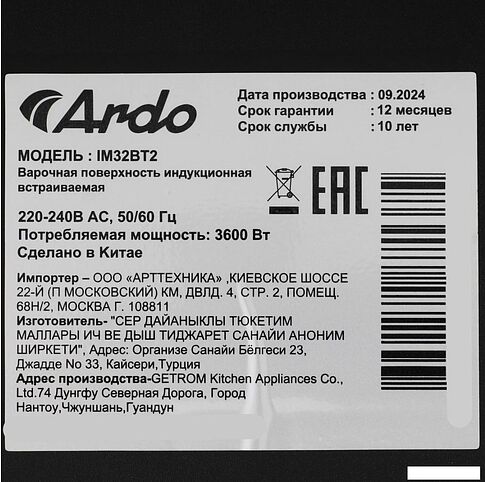 Ardo
Дата производства : 09.2024
Срок гарантии : 12 месяцев
Срок службы : 10 лет
МОДЕЛЬ : IM32BT2
Варочная поверхность индукционная
встраиваемая
EAC
220-240В AC, 50/60 Гц
Потребляемая мощность: 3600 Вт
Сделано в Китае
Импортер – ООО «АРТТЕХНИКА» ,КИЕВСКОЕ ШОССЕ
22-Й (П МОСКОВСКИЙ) КМ, ДВЛД. 4, СТР. 2, ПОМЕЩ.
68Н/2, МОСКВА Г. 108811
Изготовитель- "СЕР ДАЙАНЫКЛЫ ТЮКЕТИМ
МАЛЛАРЫ ИЧ ВЕ ДЫШ ТИДЖАРЕТ САНАЙИ АНОНИМ
ШИРКЕТИ", Адрес: Организе Санайи Бёлгеси 23,
Джадде No 33, Кайсери,Турция
Адрес производства-GETROM Kitchen Appliances Co.,
Ltd.74 Дунгфу Северная Дорога, Город
Нантоу,Чжуншань,Гуандун